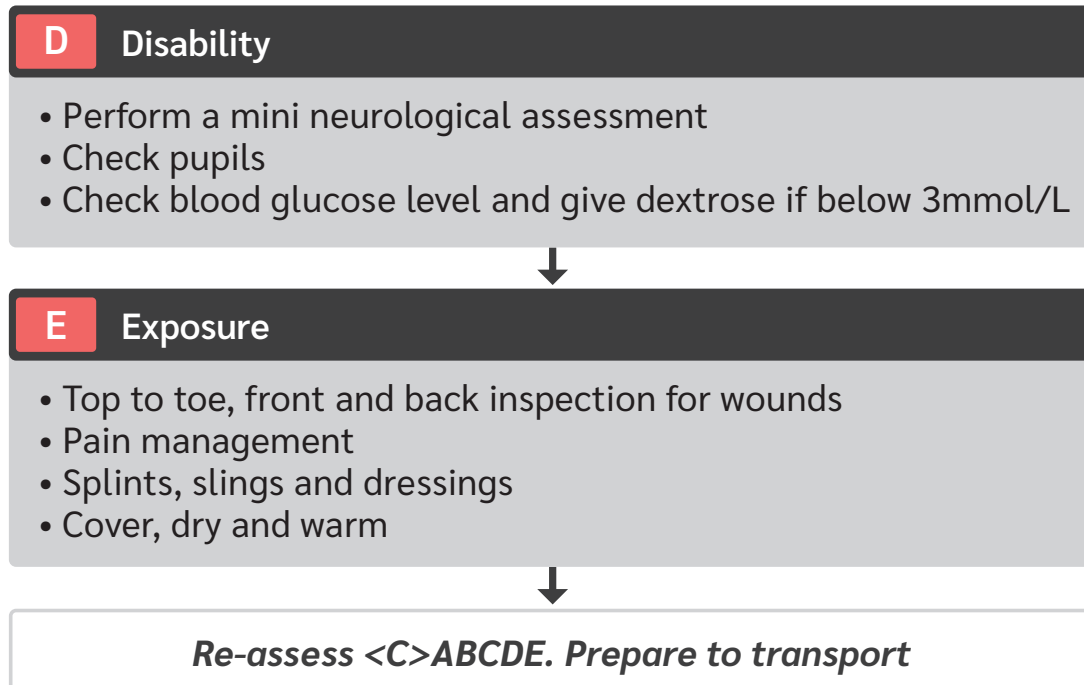 D Disability
• Perform a mini neurological assessment
• Check pupils
• Check blood glucose level and give dextrose if below 3mmol/L
E Exposure
• Top to toe, front and back inspection for wounds
• Pain management
• Splints, slings and dressings
• Cover, dry and warm
Re-assess <C>ABCDE. Prepare to transport